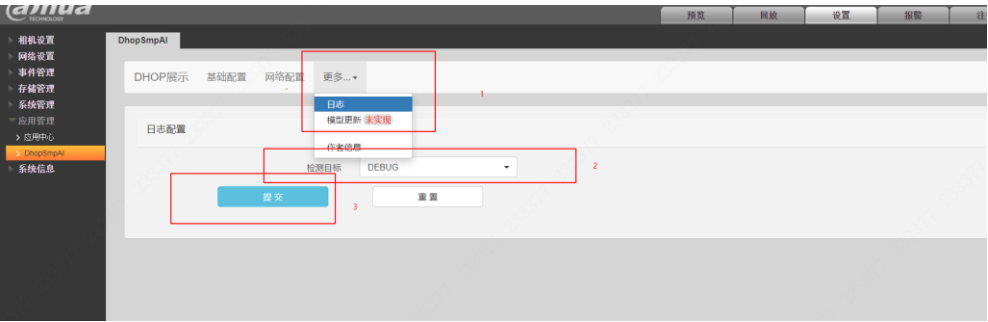 alhua
TECHNOLOGY
预览 回放 设置 报警
相机设置
网络设置
事件管理
存储管理
系统管理
应用管理
应用中心
DhopSmpAI
系统信息
DhopSmpAI
DHOP展示 基础配置 网络配置 更多...
1
日志
模型更新 未实现
作者信息
日志配置
检测目标 DEBUG
2
提交 重置
3